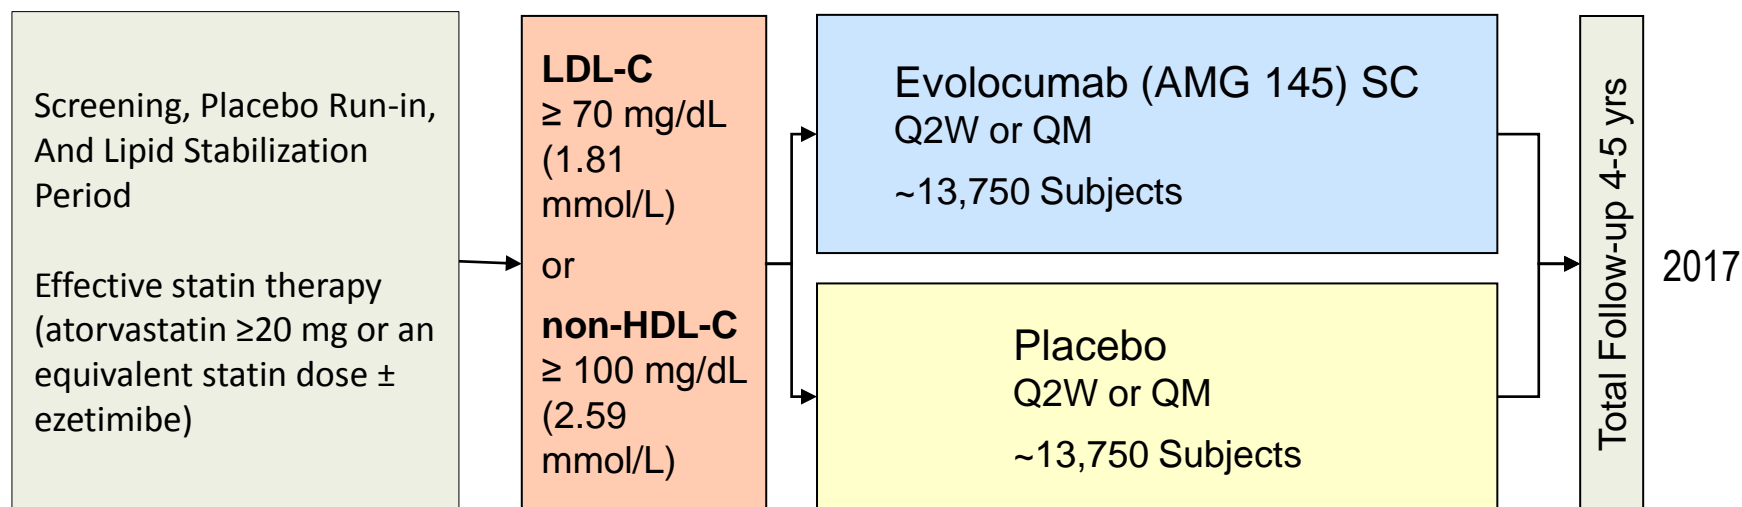 Screening, Placebo Run-in,
And Lipid Stabilization
Period
Effective statin therapy
(atorvastatin ≥20 mg or an
equivalent statin dose ±
ezetimibe)
LDL-C
≥ 70 mg/dL
(1.81
mmol/L)
or
non-HDL-C
≥ 100 mg/dL
(2.59
mmol/L)
Evolocumab (AMG 145) SC
Q2W or QM
~13,750 Subjects
Placebo
Q2W or QM
~13,750 Subjects
Total Follow-up 4-5 yrs
2017